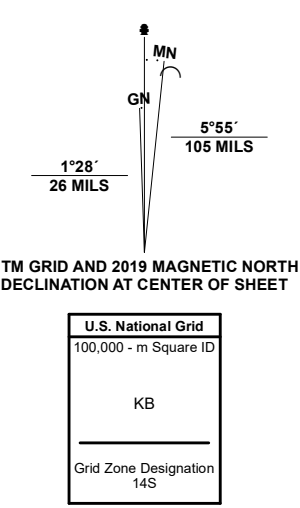 MN
GN
5°55´
105 MILS
1°28´
26 MILS
TM GRID AND 2019 MAGNETIC NORTH
DECLINATION AT CENTER OF SHEET
U.S. National Grid
100,000 - m Square ID
KB
Grid Zone Designation
14S